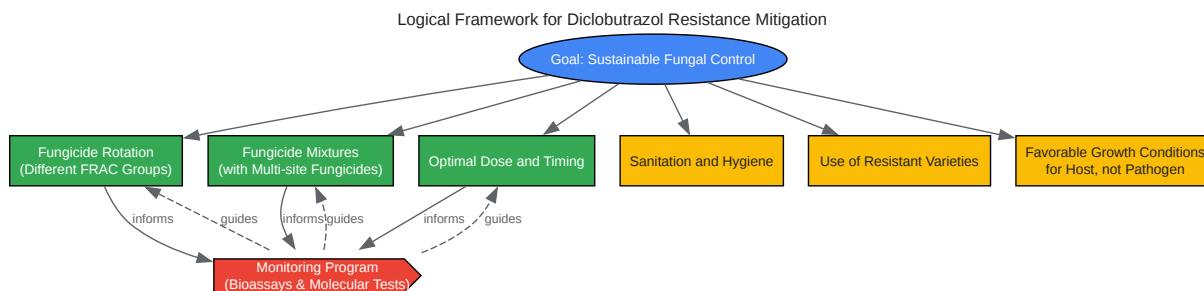 Logical Framework for Diclobutrazol Resistance Mitigation
Goal: Sustainable Fungal Control
Fungicide Rotation
(Different FRAC Groups)
Fungicide Mixtures
(with Multi-site Fungicides)
Optimal Dose and Timing
Sanitation and Hygiene
Use of Resistant Varieties
Favorable Growth Conditions
for Host, not Pathogen
informs
guides
informs
guides
informs
guides
Monitoring Program
(Bioassays & Molecular Tests)